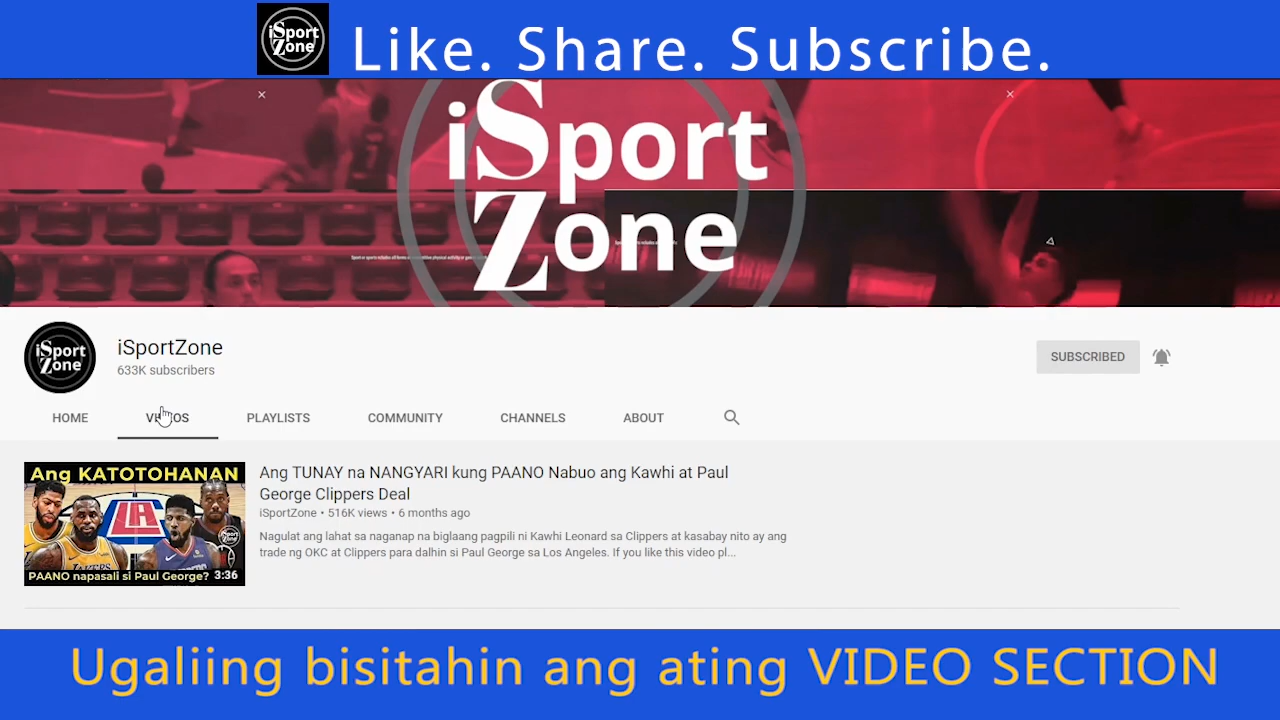 iSport
Zone
Like. Share. Subscribe.
iSport
Zone
iSport
Zone
iSportZone
633K subscribers
SUBSCRIBED
HOME
VIDEOS
PLAYLISTS
COMMUNITY
CHANNELS
ABOUT
Ang KATOTOHANAN
LA
LAKERS
iSport
Zone
PAANO napasali si Paul George? 3:36
Ang TUNAY na NANGYARI kung PAANO Nabuo ang Kawhi at Paul
George Clippers Deal
iSportZone • 516K views • 6 months ago
Nagulat ang lahat sa naganap na biglaang pagpili ni Kawhi Leonard sa Clippers at kasabay nito ay ang
trade ng OKC at Clippers para dalhin si Paul George sa Los Angeles. If you like this video pl...
Ugaliing bisitahin ang ating VIDEO SECTION